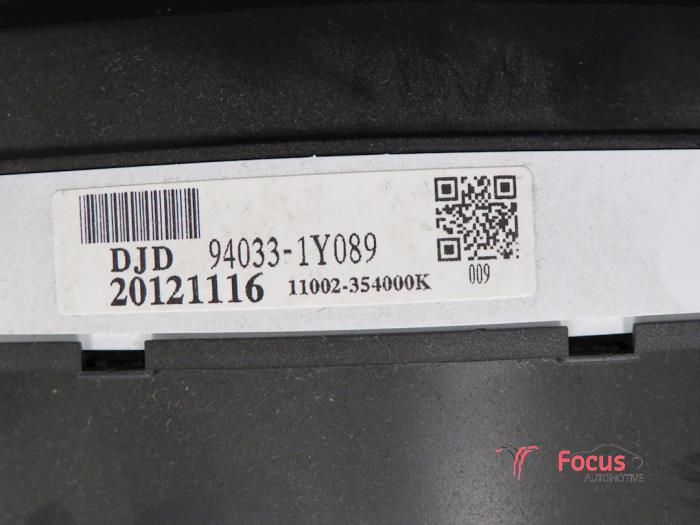 DJD 94033-1Y089
20121116 11002-354000K
009
Focus
AUTOMOTIVE